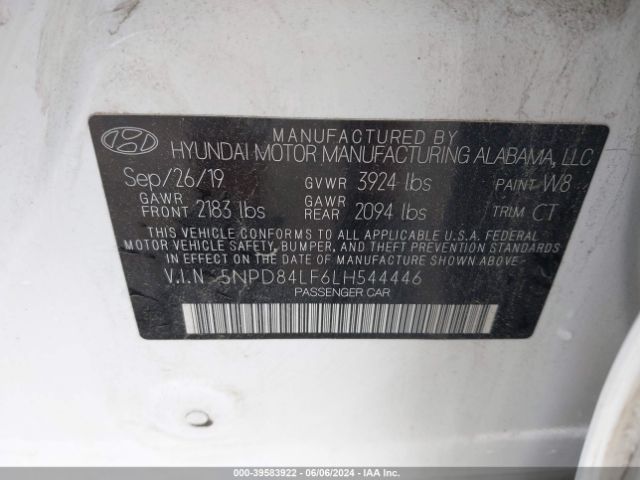 MANUFACTURED BY
HYUNDAI MOTOR MANUFACTURING ALABAMA, LLC
Sep/26/19 GVWR 3924 lbs PAINT W8
GAWR FRONT 2183 lbs GAWR REAR 2094 lbs TRIM CT
THIS VEHICLE CONFORMS TO ALL APPLICABLE U.S.A. FEDERAL
MOTOR VEHICLE SAFETY, BUMPER, AND THEFT PREVENTION STANDARDS
IN EFFECT ON THE DATE OF MANUFACTURE SHOWN ABOVE.
V.I.N 5NPD84LF6LH544446
PASSENGER CAR
000-39583922 - 06/06/2024 - IAA Inc.